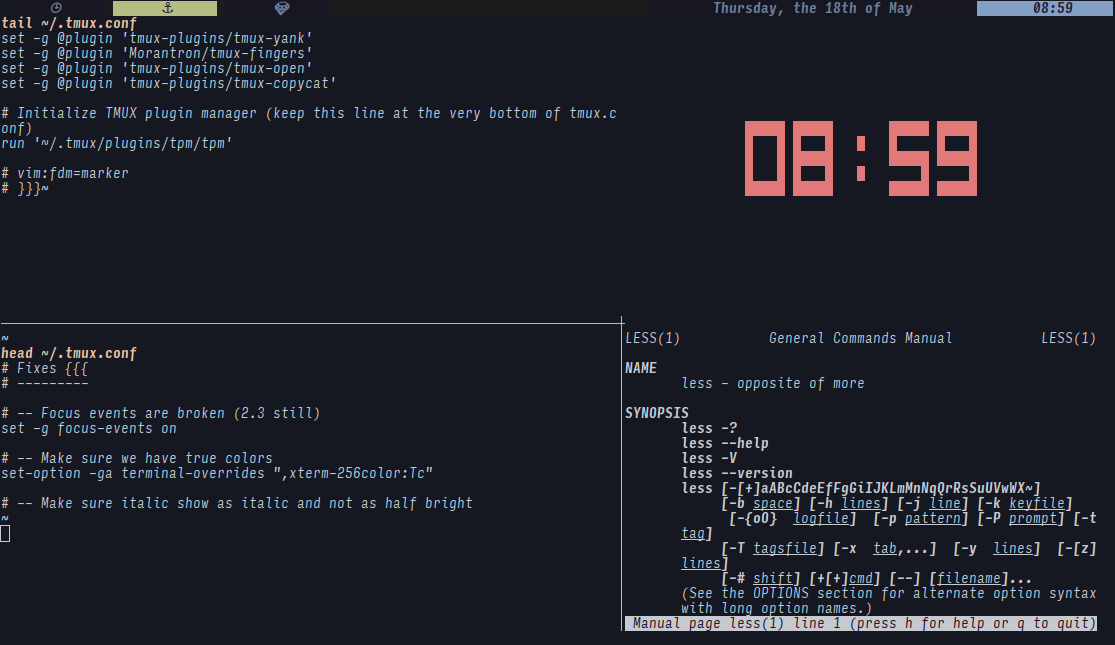 Thursday, the 18th of May 08:59
tail ~/.tmux.conf
set -g @plugin 'tmux-plugins/tmux-yank'
set -g @plugin 'Morantron/tmux-fingers'
set -g @plugin 'tmux-plugins/tmux-open'
set -g @plugin 'tmux-plugins/tmux-copycat'
# Initialize TMUX plugin manager (keep this line at the very bottom of tmux.c
onf)
run '~/.tmux/plugins/tpm/tpm'
# vim:fdm=marker
# }}}~
08:59
~
head ~/.tmux.conf
# Fixes {{{
# ---------
# -- Focus events are broken (2.3 still)
set -g focus-events on
# -- Make sure we have true colors
set-option -ga terminal-overrides ",xterm-256color:Tc"
# -- Make sure italic show as italic and not as half bright
~
LESS(1) General Commands Manual LESS(1)
NAME
less - opposite of more
SYNOPSIS
less -?
less --help
less -V
less --version
less [-[+]aABcCdeEfFgGiIJKLmMnNqQrRsSuUVwWX~]
[-b space] [-h lines] [-j line] [-k keyfile]
[-{oO} logfile] [-p pattern] [-P prompt] [-t
tag]
[-T tagsfile] [-x tab,...] [-y lines] [-[z]
lines]
[-# shift] [+[+]cmd] [--] [filename]...
(See the OPTIONS section for alternate option syntax
with long option names.)
Manual page less(1) line 1 (press h for help or q to quit)